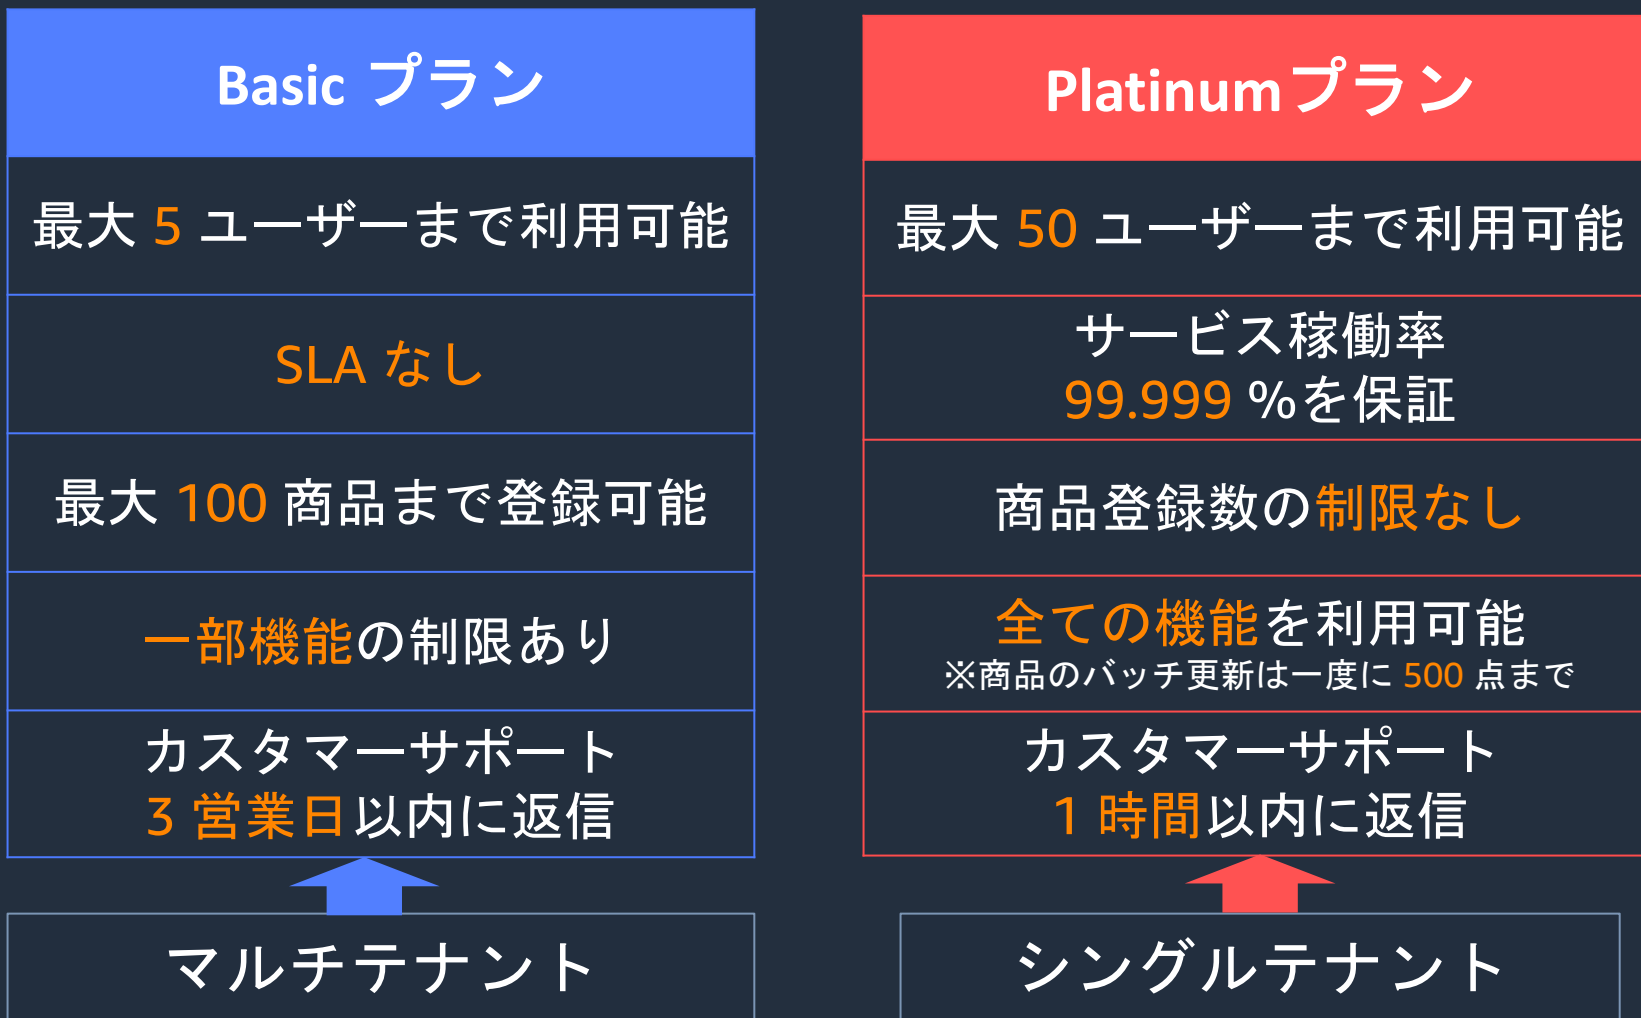 Basic プラン
最大 5 ユーザーまで利用可能
SLA なし
最大 100 商品まで登録可能
一部機能の制限あり
カスタマーサポート
3 営業日以内に返信
マルチテナント
Platinumプラン
最大 50 ユーザーまで利用可能
サービス稼働率
99.999 %を保証
商品登録数の制限なし
全ての機能を利用可能
※商品のバッチ更新は一度に 500 点まで
カスタマーサポート
1 時間以内に返信
シングルテナント